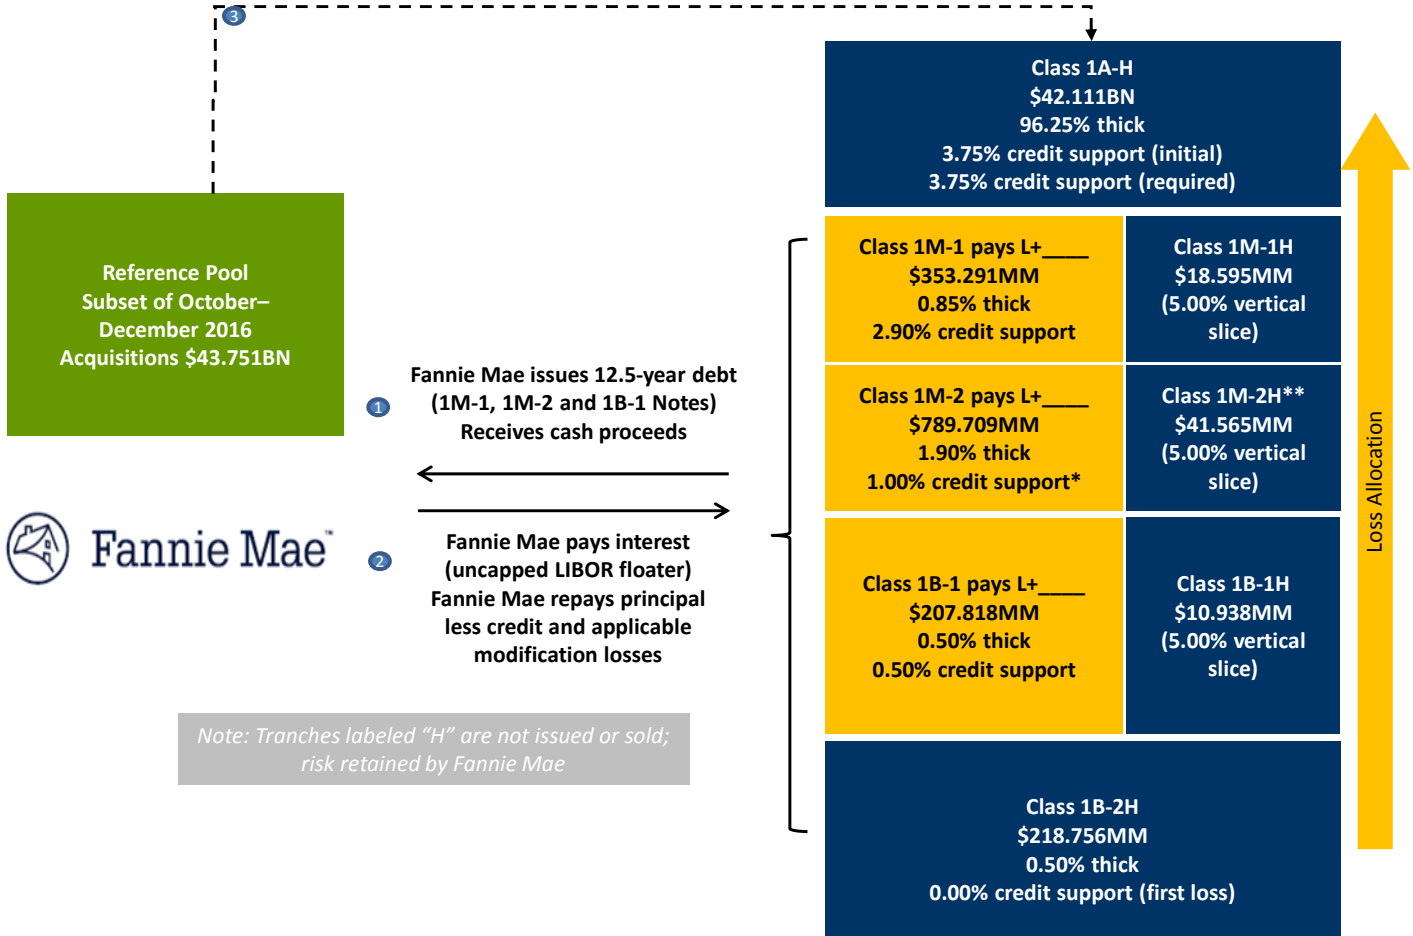 3
Class 1A-H
$42.111BN
96.25% thick
3.75% credit support (initial)
3.75% credit support (required)
Reference Pool
Subset of October–
December 2016
Acquisitions $43.751BN
Class 1M-1 pays L+____
$353.291MM
0.85% thick
2.90% credit support
Class 1M-1H
$18.595MM
(5.00% vertical
slice)
1
Fannie Mae issues 12.5-year debt
(1M-1, 1M-2 and 1B-1 Notes)
Receives cash proceeds
Class 1M-2 pays L+____
$789.709MM
1.90% thick
1.00% credit support*
Class 1M-2H**
$41.565MM
(5.00% vertical
slice)
Loss Allocation
Fannie Mae™
2
Fannie Mae pays interest
(uncapped LIBOR floater)
Fannie Mae repays principal
less credit and applicable
modification losses
Class 1B-1 pays L+____
$207.818MM
0.50% thick
0.50% credit support
Class 1B-1H
$10.938MM
(5.00% vertical
slice)
Note: Tranches labeled “H” are not issued or sold;
risk retained by Fannie Mae
Class 1B-2H
$218.756MM
0.50% thick
0.00% credit support (first loss)